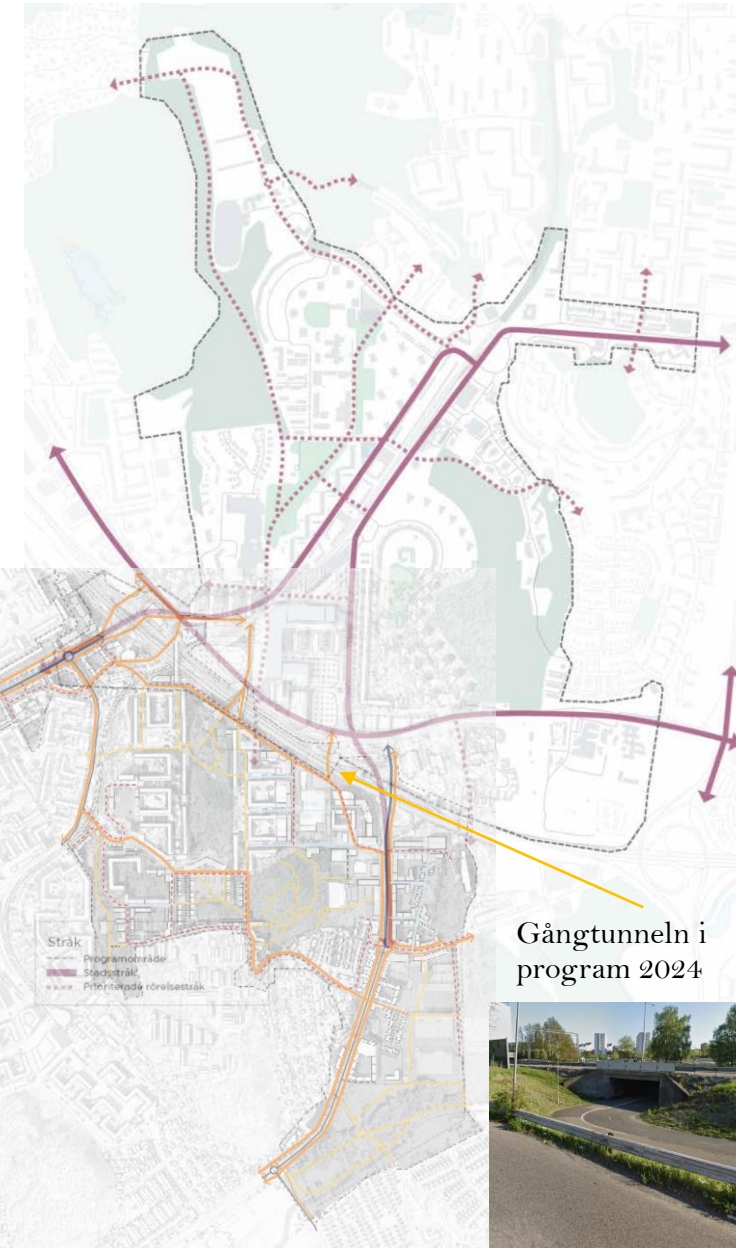 Stråk
Programområde
Stadsstråk
Prioriterade rörelsestråk
Gångtunneln i
program 2024